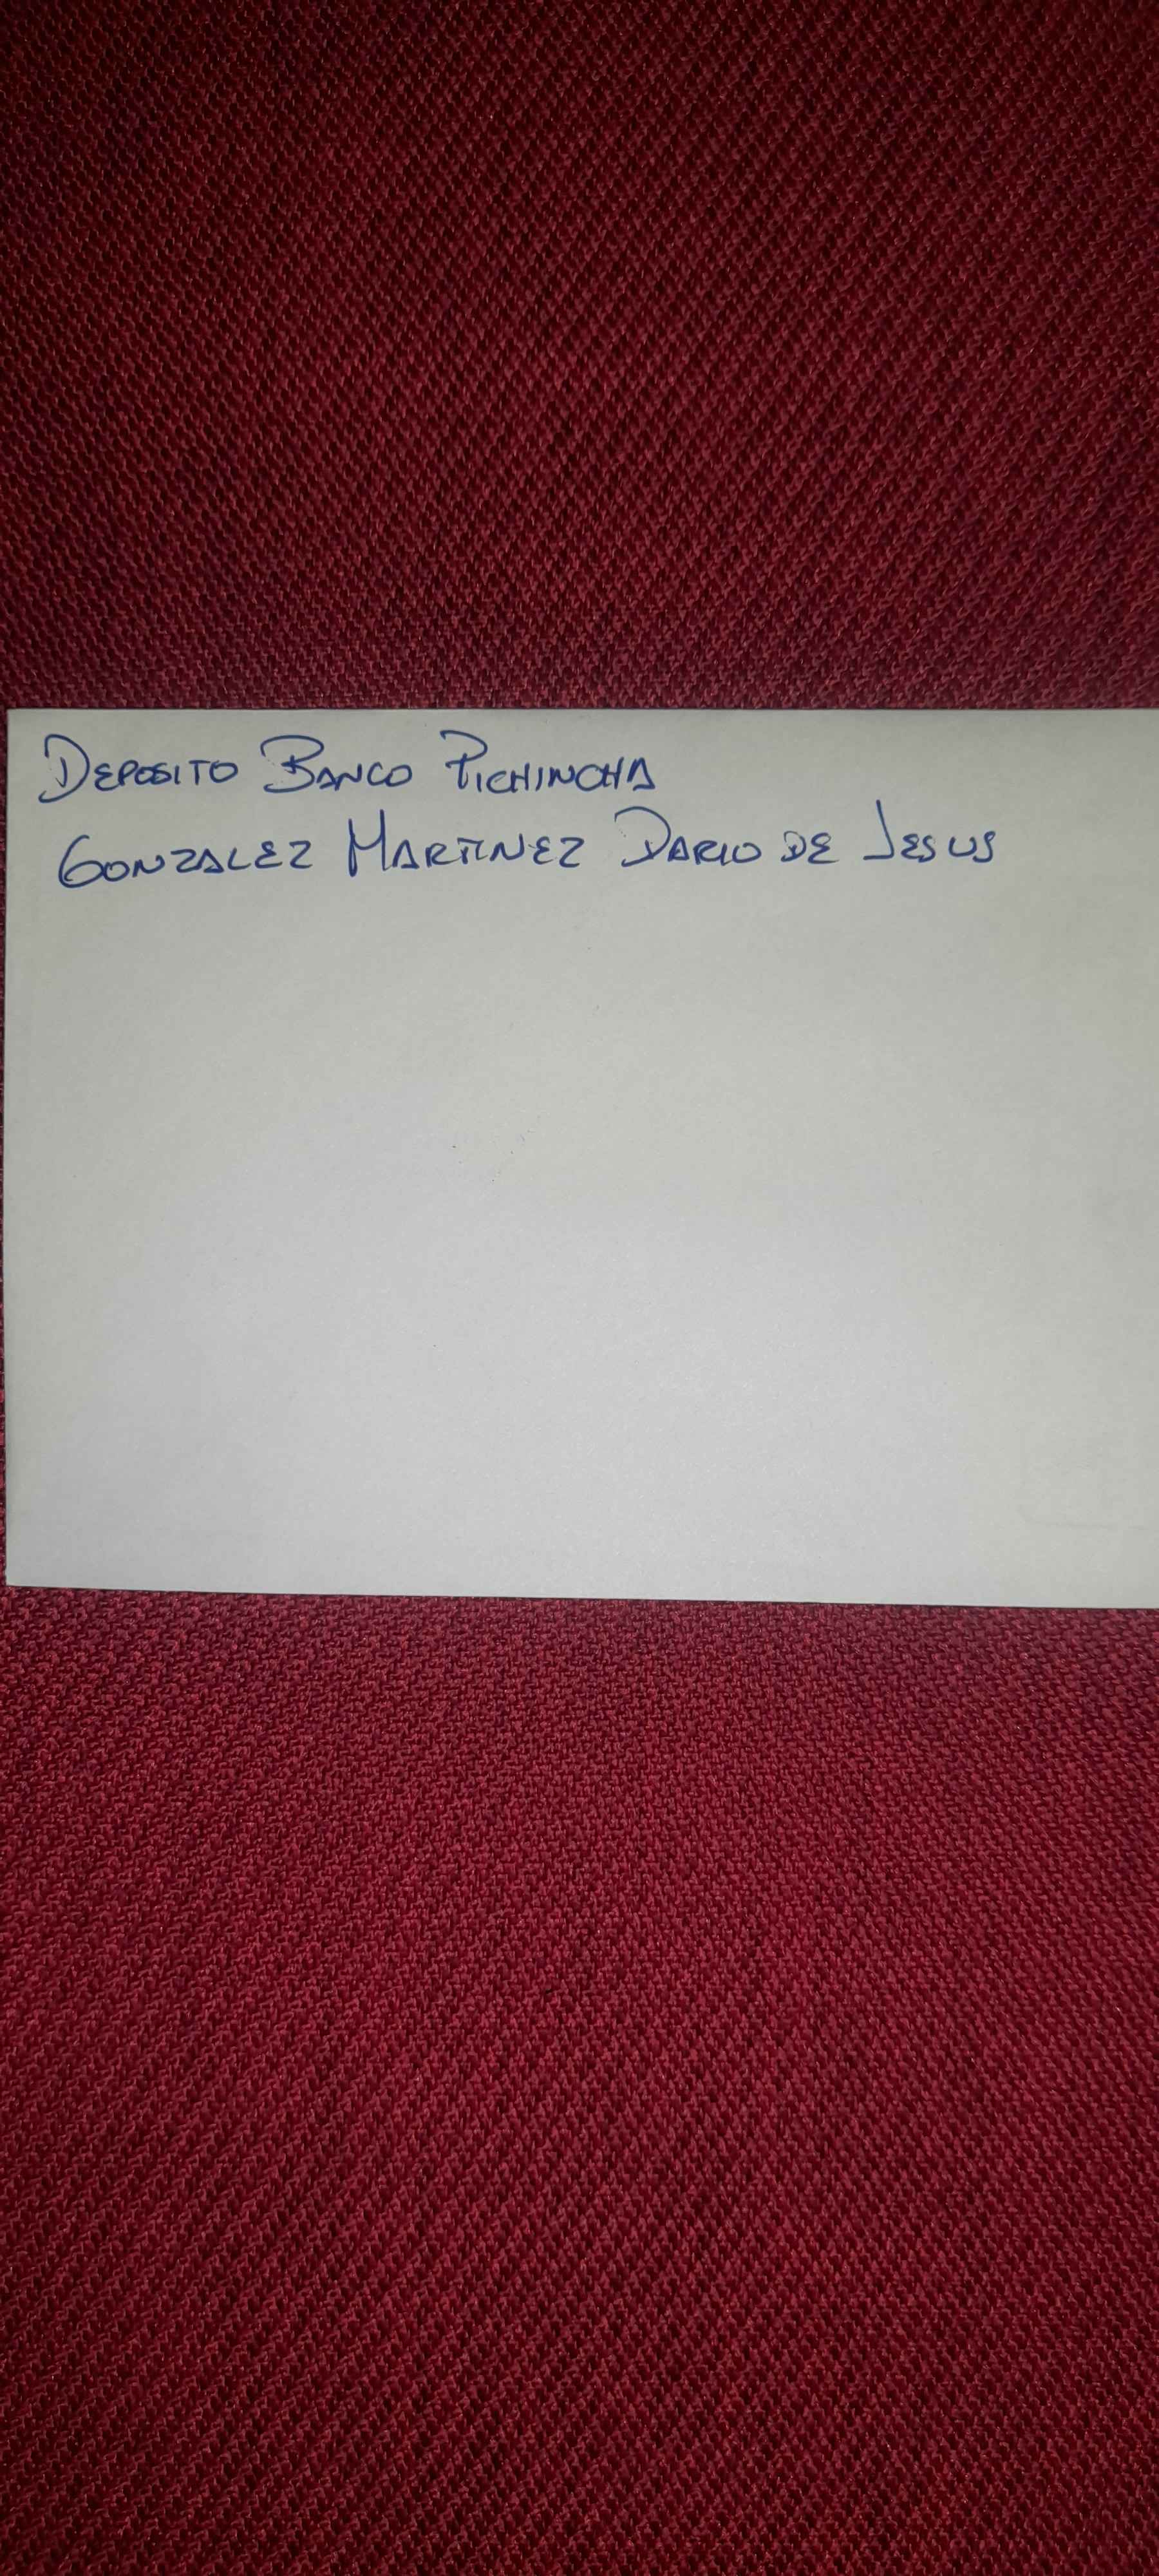 DEPOSITO BANCO PICHINCHA
GONZALEZ MARTINEZ DARIO DE JESUS